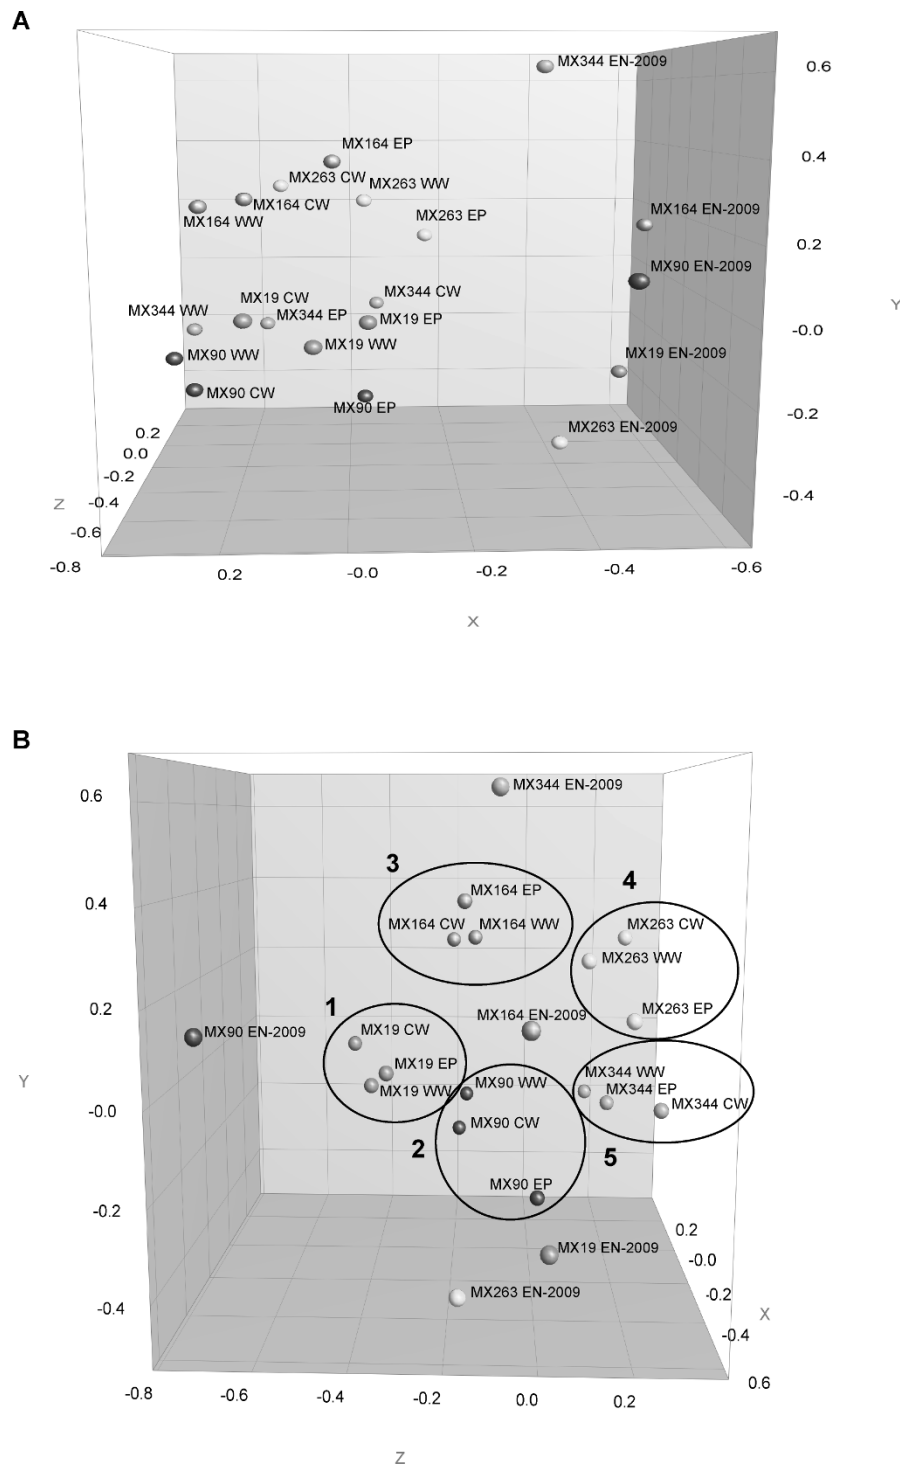 A
MX344 EN-2009
0.6
MX164 EP
0.4
MX263 CW
MX263 WW
MX164 CW
MX164 WW
MX263 EP
MX164 EN-2009
0.2
MX90 EN-2009
MX344 CW
MX19 CW
MX344 WW
MX344 EP
MX19 EP
Y
-0.0
MX19 WW
MX90 WW
MX19 EN-2009
MX90 CW
MX90 EP
-0.2
MX263 EN-2009
0.2
0.0
-0.2
Z
-0.4
-0.4
-0.6
-0.8
0.2
-0.0
-0.2
-0.4
-0.6
X
B
MX344 EN-2009
0.6
3
4
MX164 EP
0.4
MX164 CW
MX164 WW
MX263 CW
MX263 WW
1
0.2
MX263 EP
MX164 EN-2009
MX90 EN-2009
MX19 CW
MX19 EP
MX344 WW
Y
MX90 WW
MX19 WW
MX344 EP
MX344 CW
-0.0
MX90 CW
2
5
MX90 EP
-0.2
0.2
MX19 EN-2009
-0.0
MX263 EN-2009
-0.2
-0.4
X
-0.4
0.6
-0.8
-0.6
-0.4
-0.2
0.0
0.2
Z